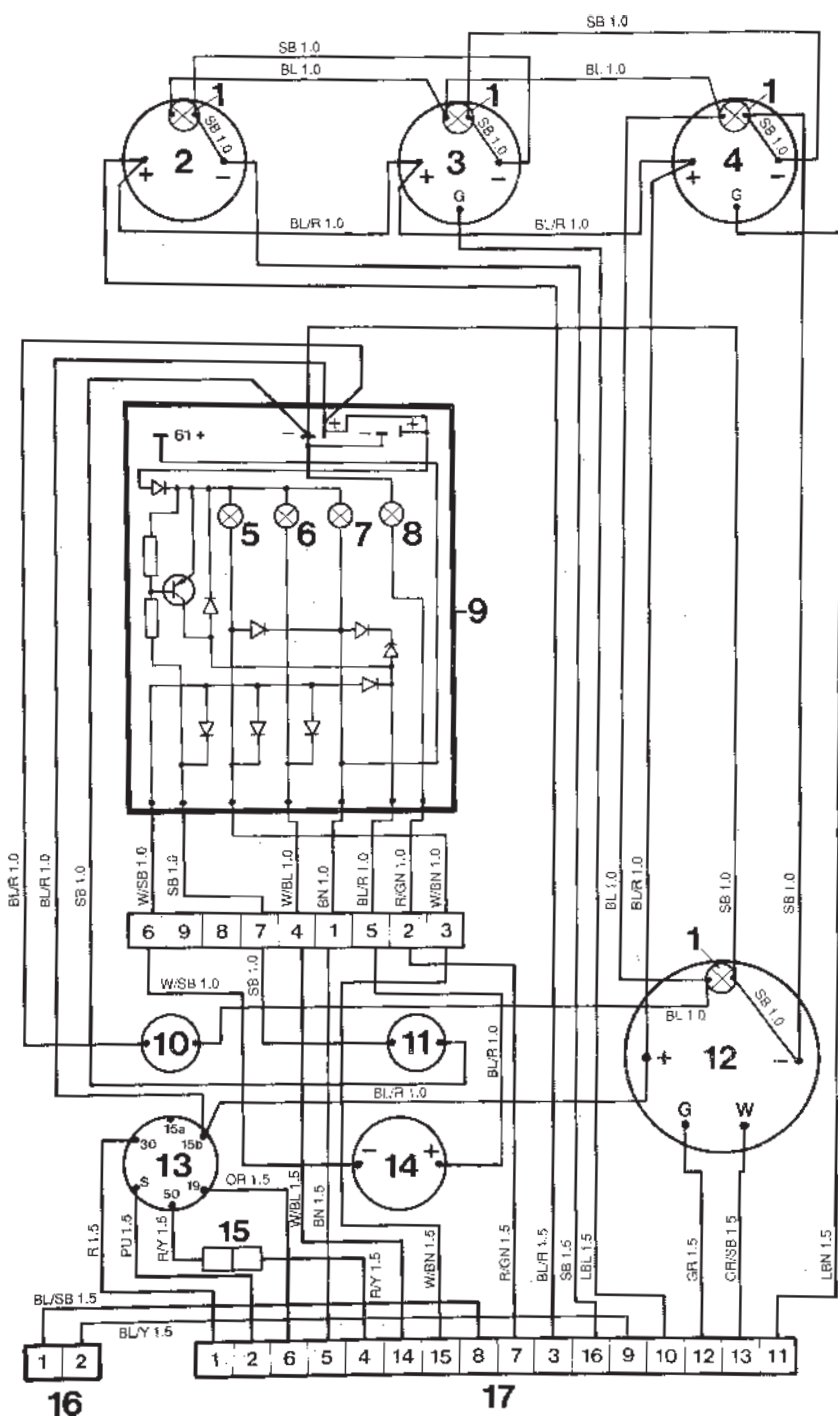 SB 1.0
BL 1.0
BL 1.0
1
1
1
SB 1.0
SB 1.0
SB 1.0
2
3
4
+
−
+
−
+
−
G
G
BL/R 1.0
BL/R 1.0
61 +
−
+
−
+
5
6
7
8
9
BL/R 1.0
BL/R 1.0
SB 1.0
W/SB 1.0
SB 1.0
W/BL 1.0
BN 1.0
BL/R 1.0
R/GN 1.0
W/BN 1.0
BL 1.0
BL/R 1.0
SB 1.0
SB 1.0
6 9 8 7 4 1 5 2 3
W/SB 1.0
SB 1.0
BL/R 1.0
1
SB 1.0
BL 1.0
10
11
12
+
−
G
W
BL/R 1.0
15a
30
15b
13
S
50
19
14
−
+
OR 1.5
15
R 1.5
PU 1.5
R/Y 1.5
W/BL 1.5
BN 1.5
R/Y 1.5
W/BN 1.5
R/GN 1.5
BL/R 1.5
SB 1.5
LBL 1.5
GR 1.5
GR/SB 1.5
LBN 1.5
BL/SB 1.5
BL/Y 1.5
1 2
1 2 6 5 4 14 15 8 7 3 16 9 10 12 13 11
16
17